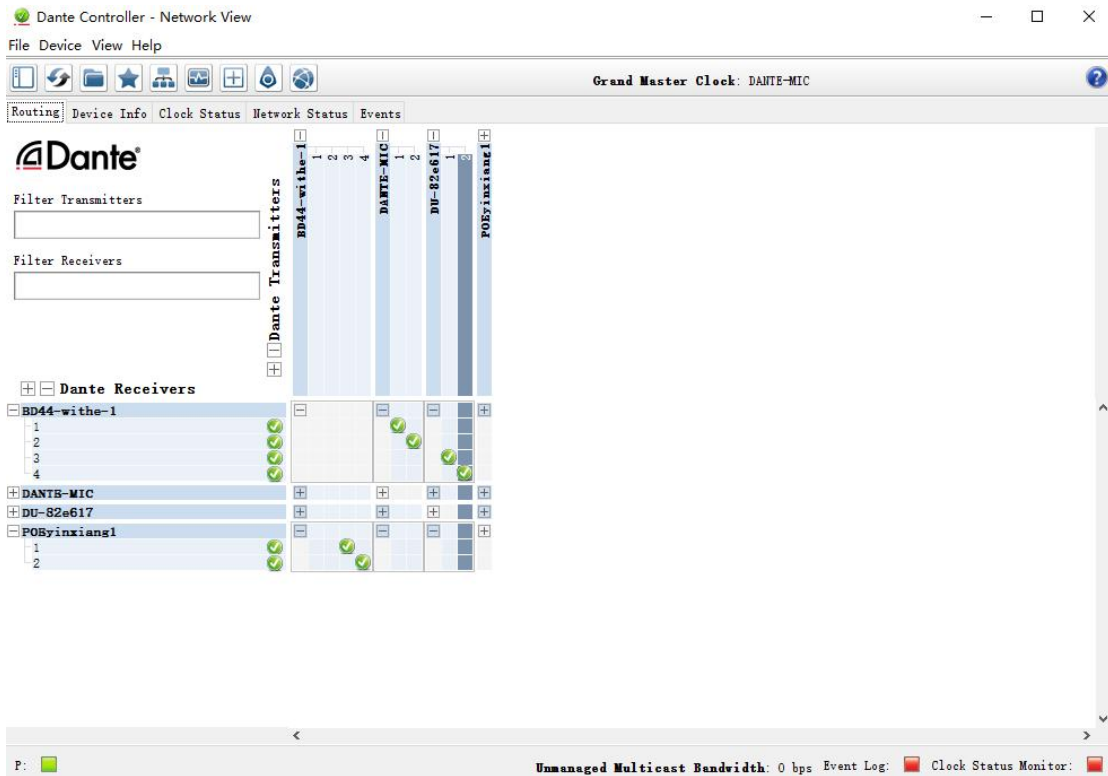 Dante Controller - Network View
File Device View Help
Grand Master Clock: DANTE-MIC
Routing Device Info Clock Status Network Status Events
Dante
Filter Transmitters
Filter Receivers
Dante Transmitters
BD44-withe-1
1
2
3
4
DANTE-MIC
1
2
DU-82e617
1
2
POEyinxiang1
Dante Receivers
BD44-withe-1
1
2
3
4
DANTE-MIC
DU-82e617
POEyinxiang1
1
2
P:
Unmanaged Multicast Bandwidth: 0 bps Event Log: Clock Status Monitor: